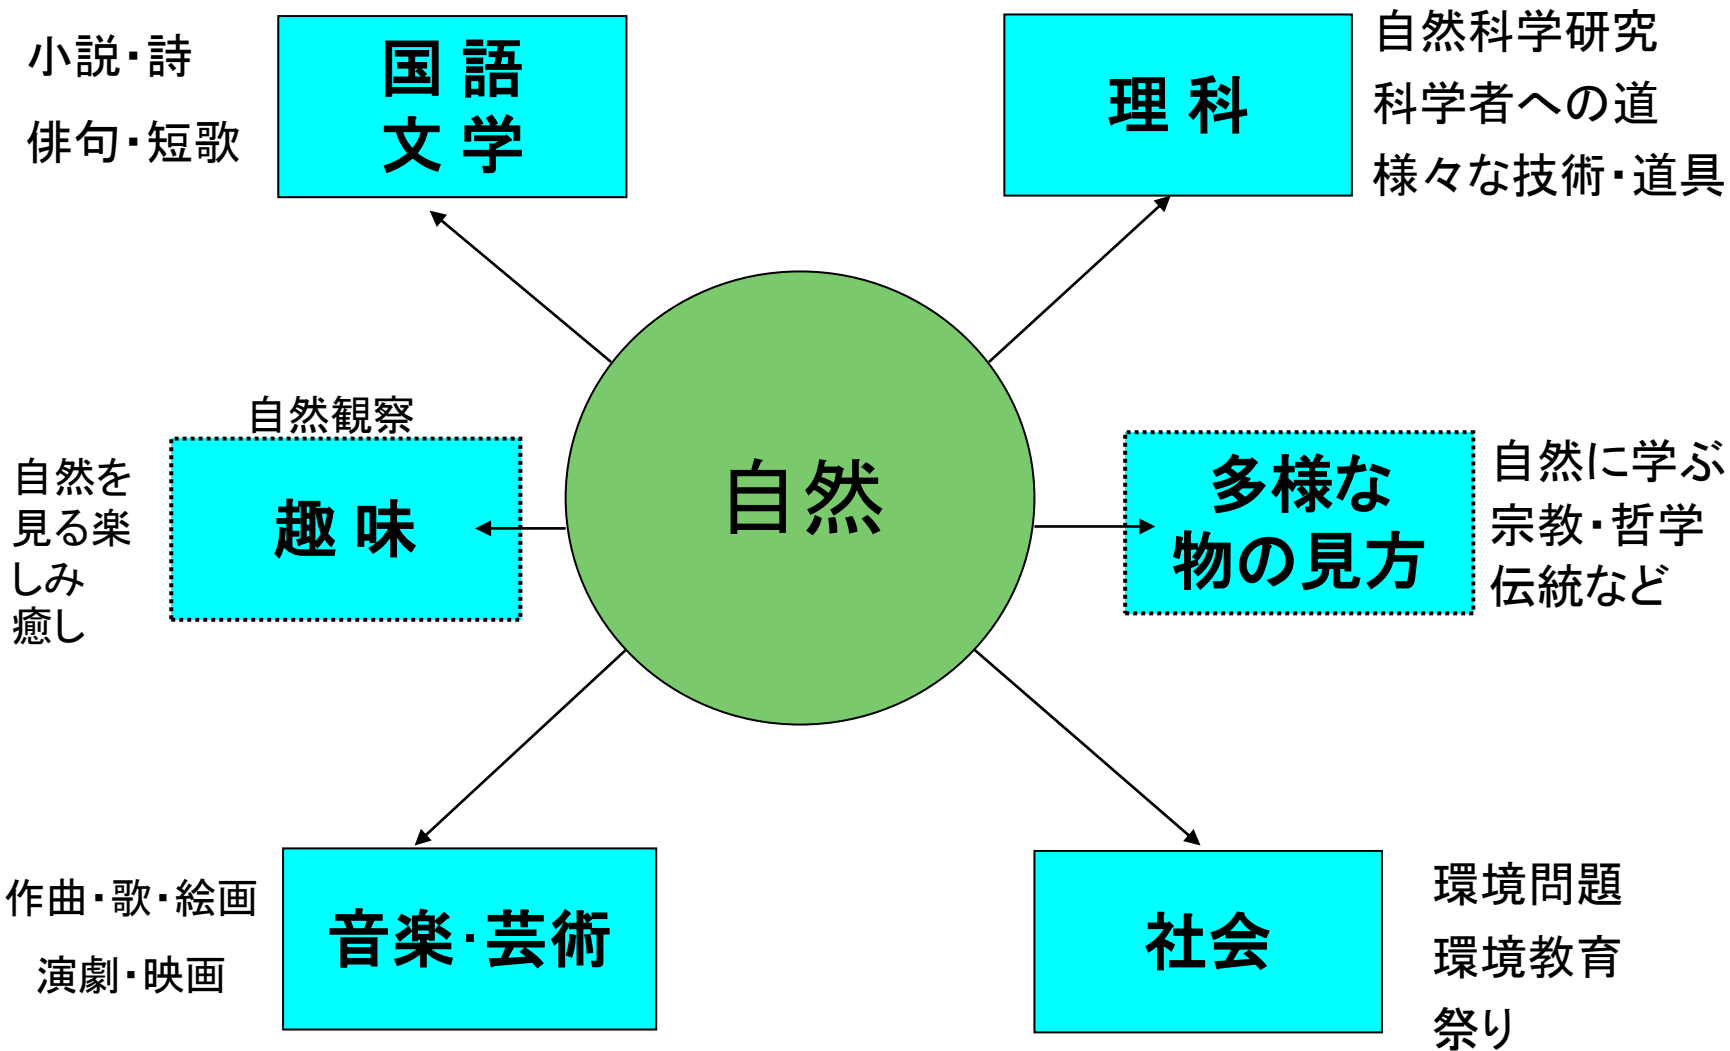 小説・詩
俳句・短歌
国 語
文 学
理 科
自然科学研究
科学者への道
様々な技術・道具
自然観察
自然を
見る楽
しみ
癒し
趣 味
自然
多様な
物の見方
自然に学ぶ
宗教・哲学
伝統など
作曲・歌・絵画
演劇・映画
音楽・芸術
社会
環境問題
環境教育
祭り